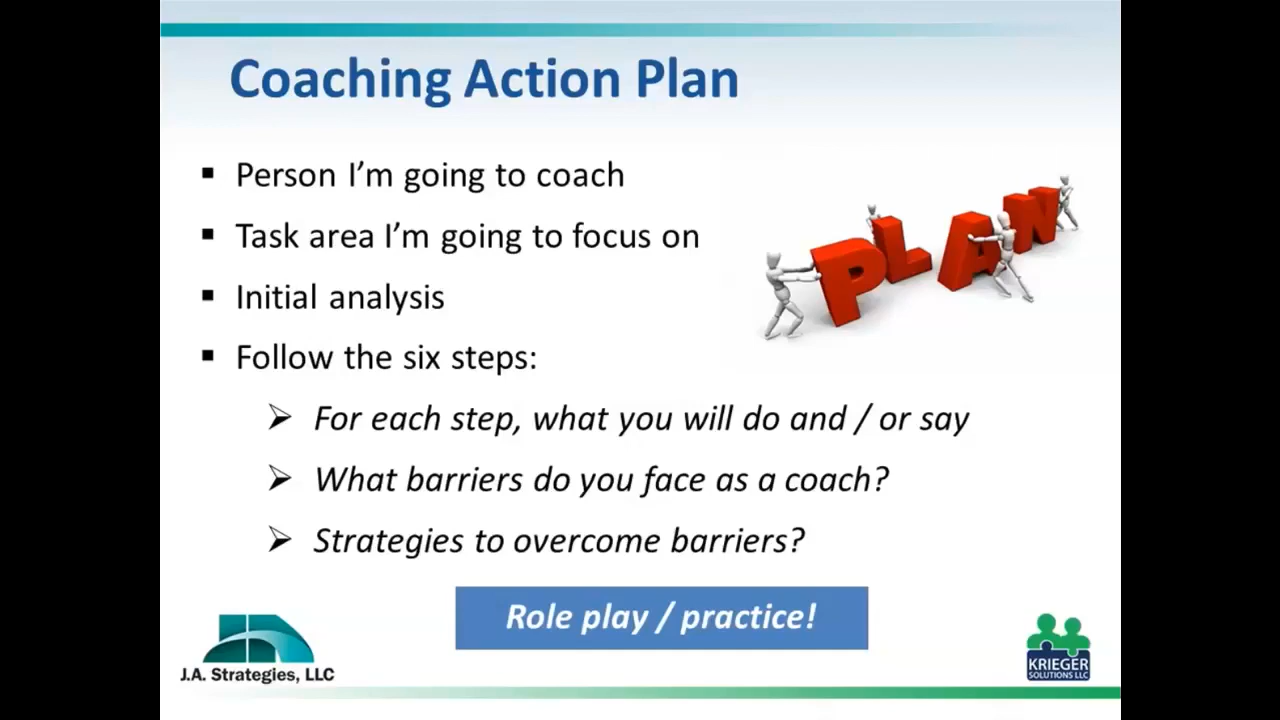 Coaching Action Plan
▪ Person I'm going to coach
▪ Task area I'm going to focus on
▪ Initial analysis
▪ Follow the six steps:
➢ For each step, what you will do and / or say
➢ What barriers do you face as a coach?
➢ Strategies to overcome barriers?
PLAN
Role play / practice!
J.A. Strategies, LLC
KRIEGER
SOLUTIONS LLC